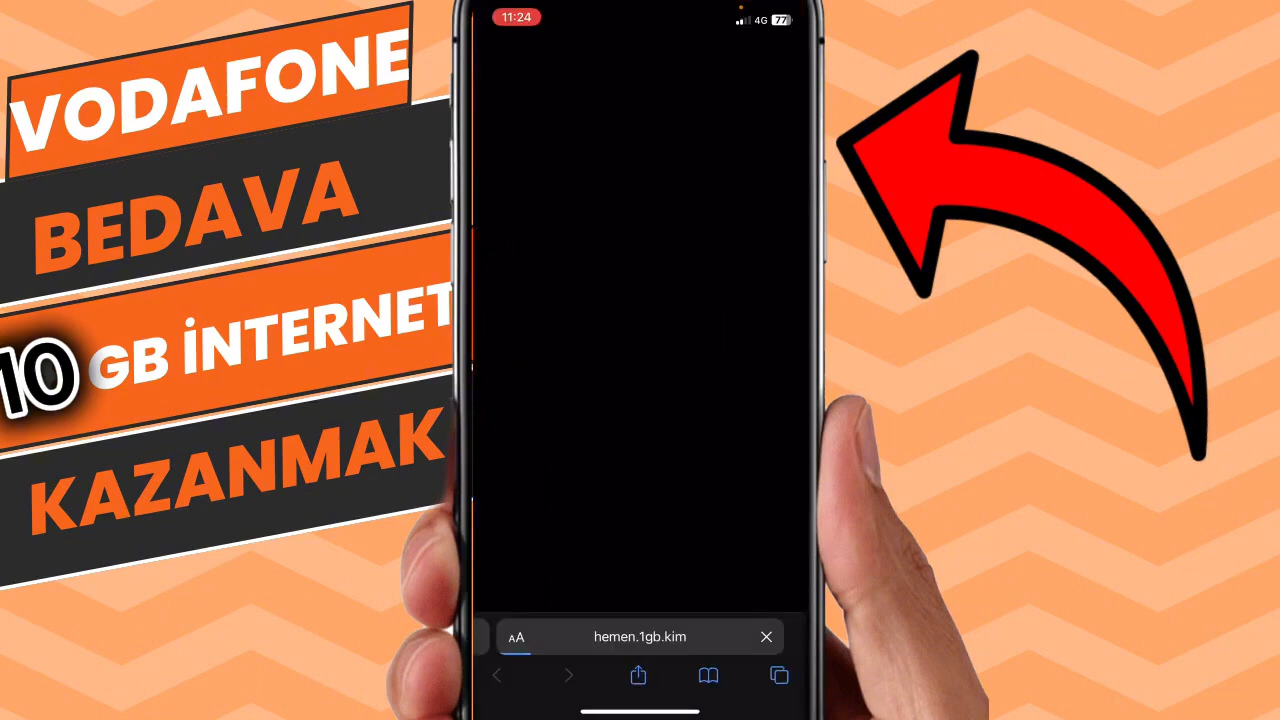 VODAFONE
BEDAVA
10 GB İNTERNET
KAZANMAK
11:24
4G 77
AA hemen.1gb.kim